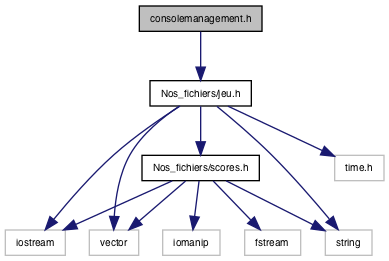 consolemanagement.h
Nos_fichiers/jeu.h
Nos_fichiers/scores.h
time.h
iostream
vector
iomanip
fstream
string